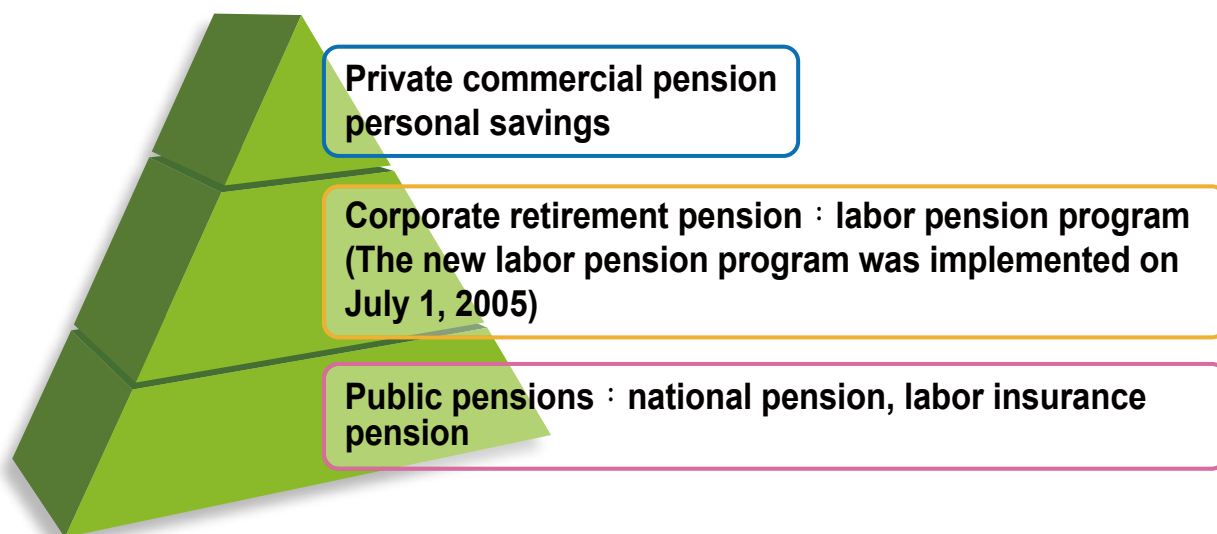 Private commercial pension
personal savings
Corporate retirement pension：labor pension program
(The new labor pension program was implemented on
July 1, 2005)
Public pensions：national pension, labor insurance
pension